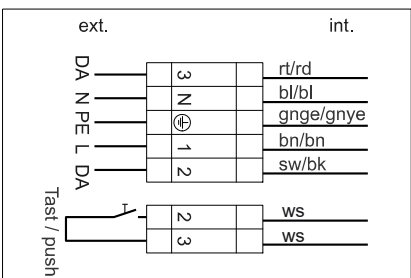 ext. int.
DA 3 rt/rd
N N bl/bl
PE gnge/gnye
L 1 bn/bn
DA 2 sw/bk
Tast / push
2 ws
3 ws